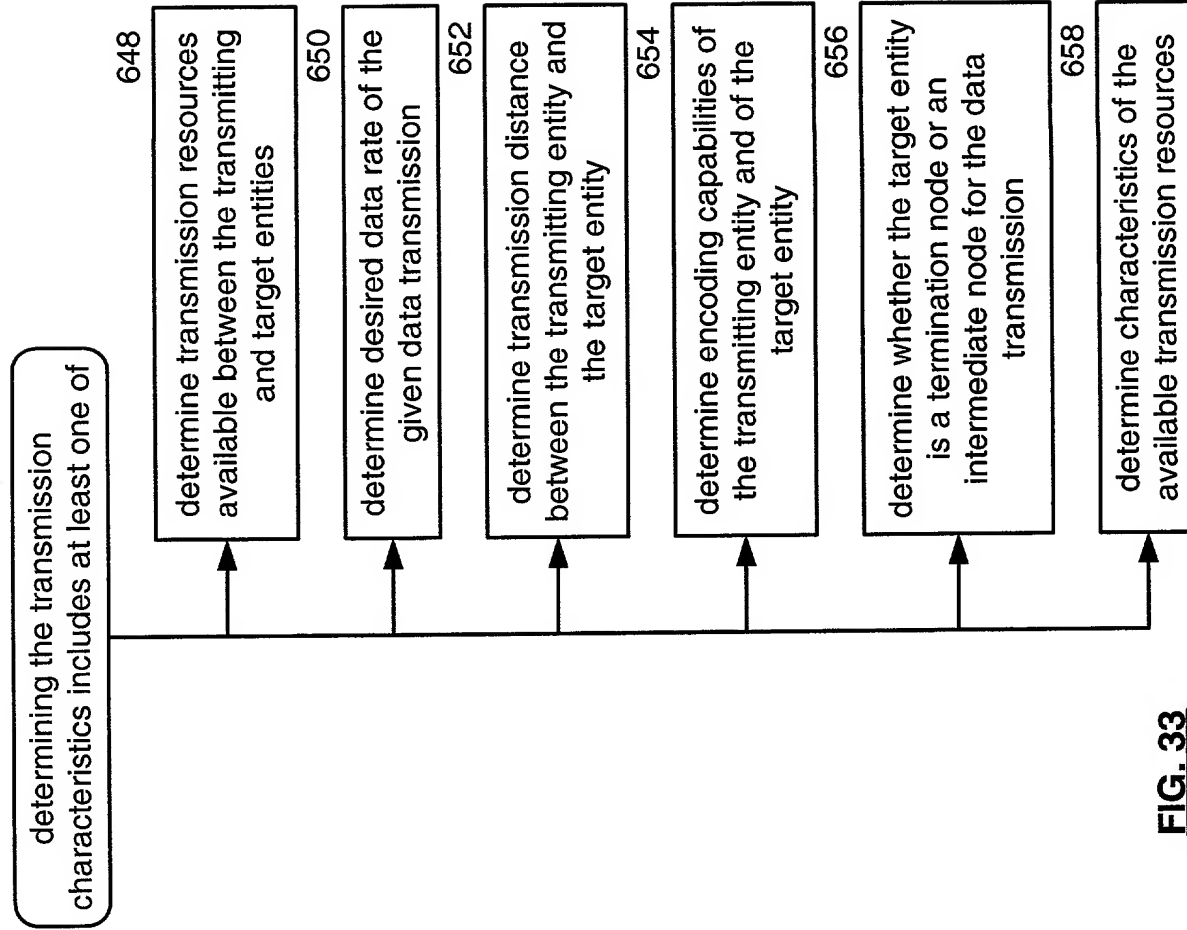 determining the transmission
characteristics includes at least one of
648
determine transmission resources
available between the transmitting
and target entities
650
determine desired data rate of the
given data transmission
652
determine transmission distance
between the transmitting entity and
the target entity
654
determine encoding capabilities of
the transmitting entity and of the
target entity
656
determine whether the target entity
is a termination node or an
intermediate node for the data
transmission
658
determine characteristics of the
available transmission resources
FIG. 33